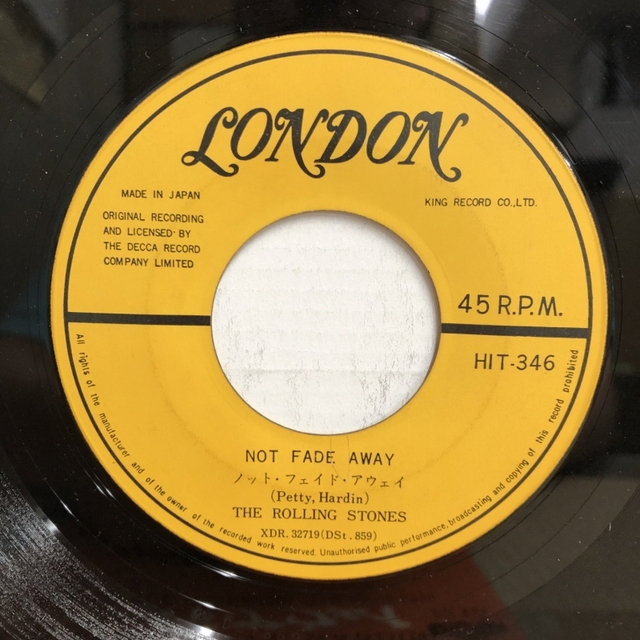 LONDON
MADE IN JAPAN
KING RECORD CO., LTD.
ORIGINAL RECORDING
AND LICENSED BY
THE DECCA RECORD
COMPANY LIMITED
45 R.P.M.
HIT-346
NOT FADE AWAY
ノット・フェイド・アウェイ
(Petty, Hardin)
THE ROLLING STONES
XDR. 32719 (DSt. 859)
All rights of the manufacturer and of the owner of the recorded work reserved. Unauthorised public performance, broadcasting and copying of this record prohibited